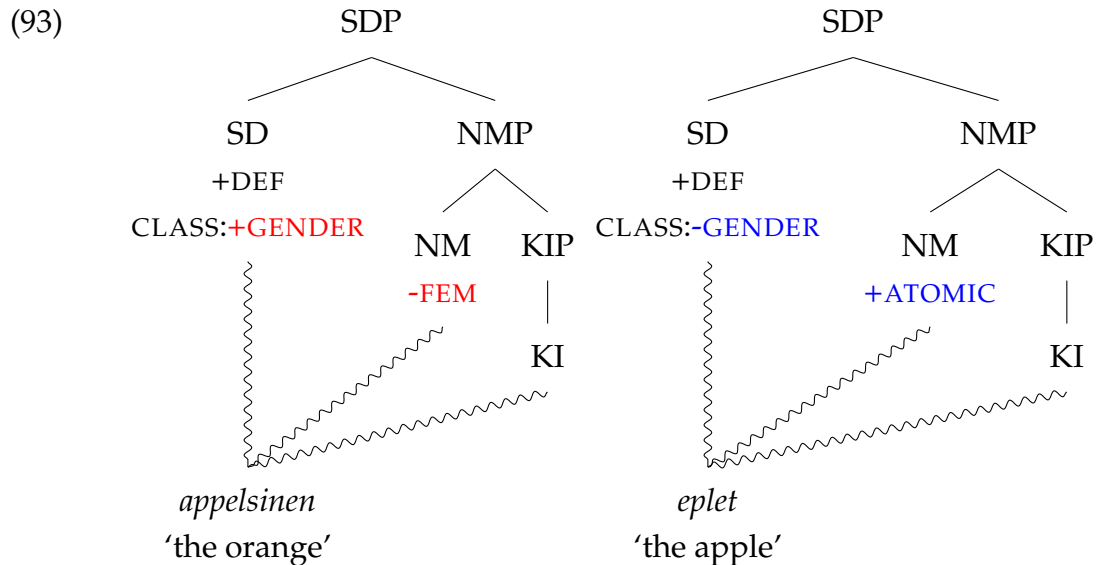 (93) SDP SDP
SD NMP SD NMP
+DEF +DEF
CLASS:+GENDER NM KIP CLASS:-GENDER NM KIP
-FEM +ATOMIC
KI KI
appelsinen eplet
‘the orange’ ‘the apple’